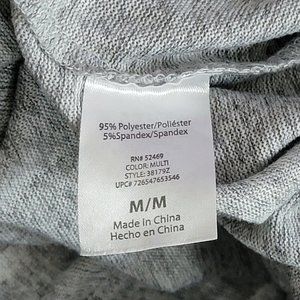 95% Polyester/Poliéster
5%Spandex/Spandex
RN# 52469
COLOR: MULTI
STYLE: 38179Z
UPC# 726547653546
M/M
Made in China
Hecho en China